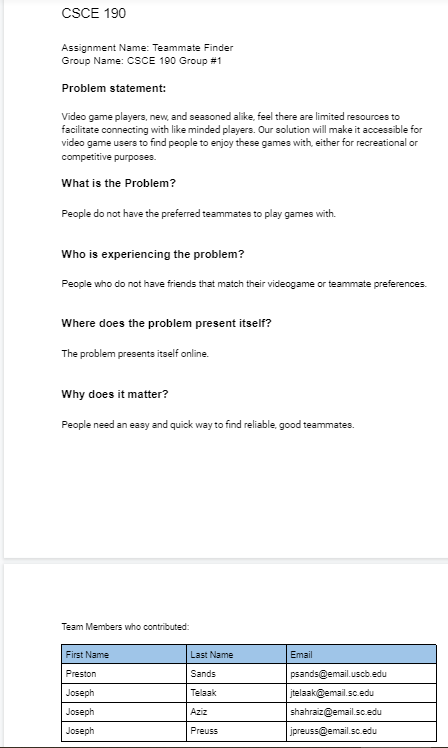 CSCE 190
Assignment Name: Teammate Finder
Group Name: CSCE 190 Group #1
Problem statement:
Video game players, new, and seasoned alike, feel there are limited resources to
facilitate connecting with like minded players. Our solution will make it accessible for
video game users to find people to enjoy these games with, either for recreational or
competitive purposes.
What is the Problem?
People do not have the preferred teammates to play games with.
Who is experiencing the problem?
People who do not have friends that match their videogame or teammate preferences.
Where does the problem present itself?
The problem presents itself online.
Why does it matter?
People need an easy and quick way to find reliable, good teammates.
Team Members who contributed:
First Name Last Name Email
Preston Sands psands@email.uscb.edu
Joseph Telaak jtelaak@email.sc.edu
Joseph Aziz shahraiz@email.sc.edu
Joseph Preuss jpreuss@email.sc.edu